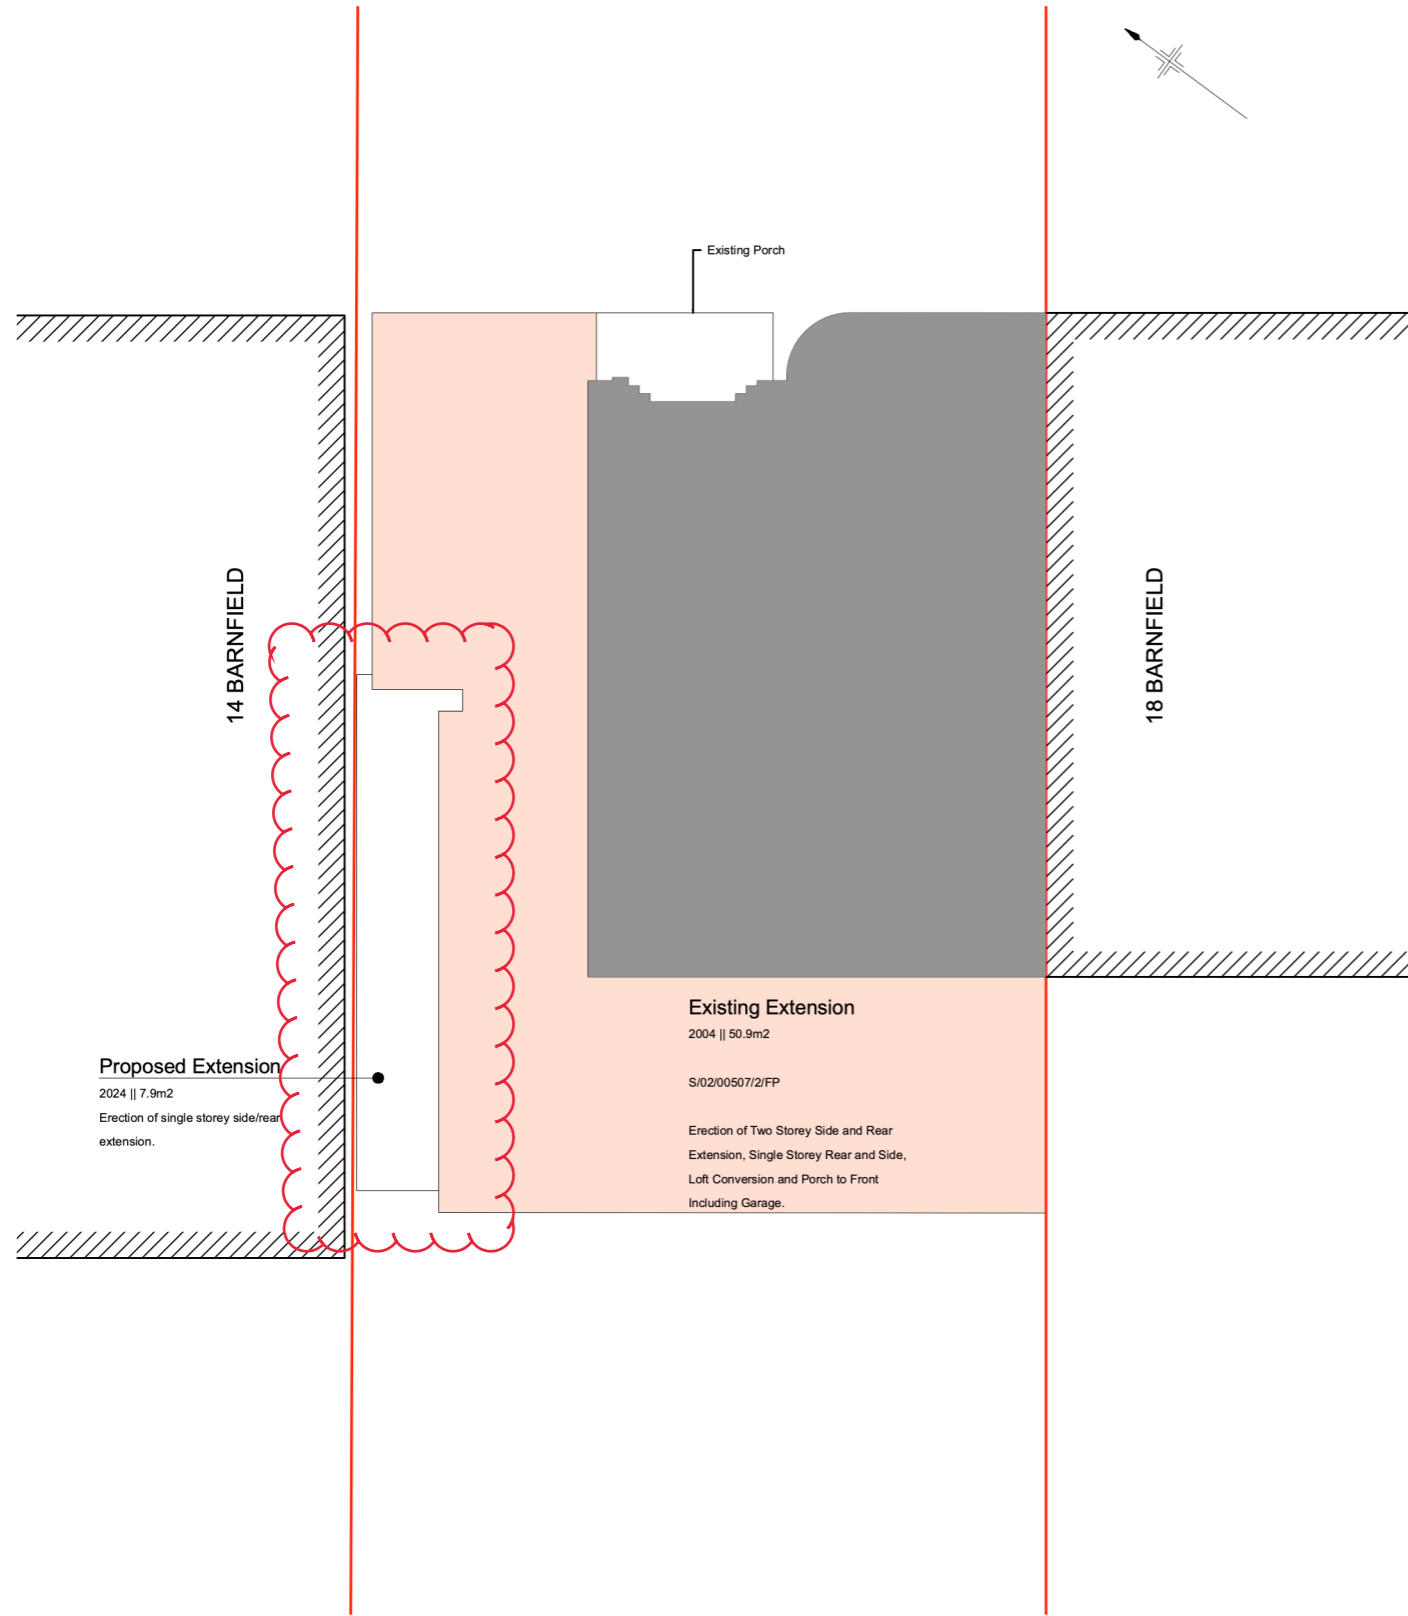 Existing Porch
14 BARNFIELD
18 BARNFIELD
Existing Extension
2004 || 50.9m2
S/02/00507/2/FP
Erection of Two Storey Side and Rear
Extension, Single Storey Rear and Side,
Loft Conversion and Porch to Front
Including Garage.
Proposed Extension
2024 || 7.9m2
Erection of single storey side/rear
extension.